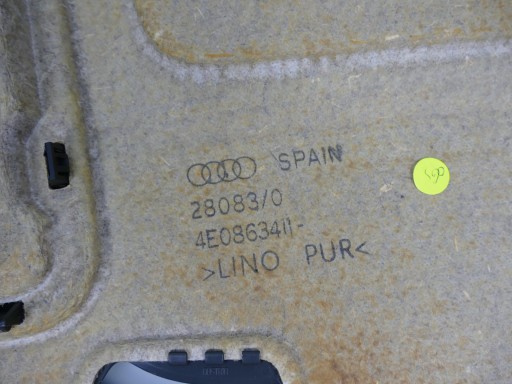 SPAIN
28083/0
4E0863411-
>LINO PUR<